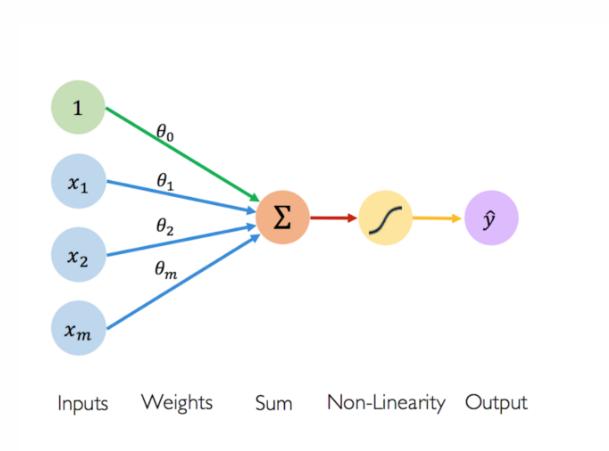 1
θ₀
x₁
θ₁
x₂
θ₂
θₘ
xₘ
Σ
ŷ
Inputs Weights Sum Non-Linearity Output